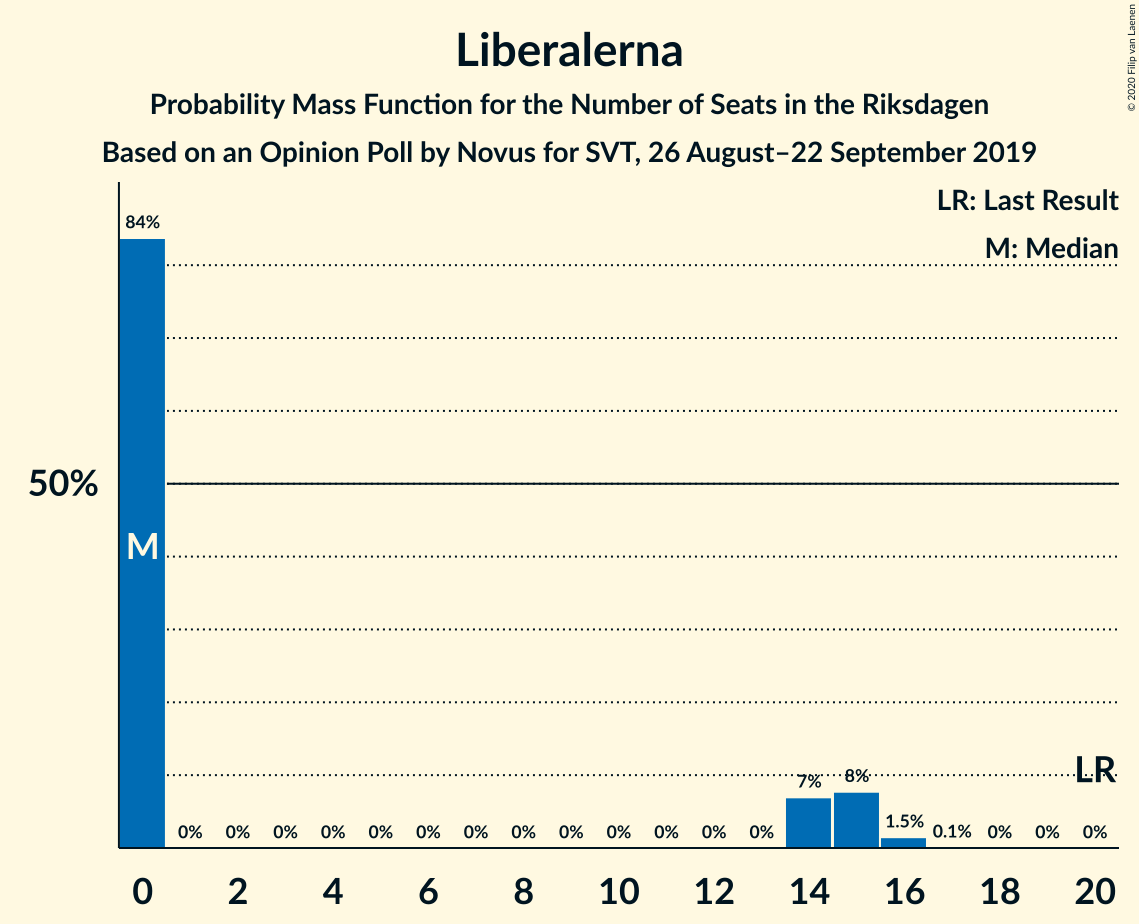 Liberalerna
Probability Mass Function for the Number of Seats in the Riksdagen
Based on an Opinion Poll by Novus for SVT, 26 August–22 September 2019
© 2020 Filip van Laenen
LR: Last Result
M: Median
84%
50%
M
LR
7%
8%
0% 0% 0% 0% 0% 0% 0% 0% 0% 0% 0% 0% 0% 1.5% 0.1% 0% 0% 0%
0 2 4 6 8 10 12 14 16 18 20